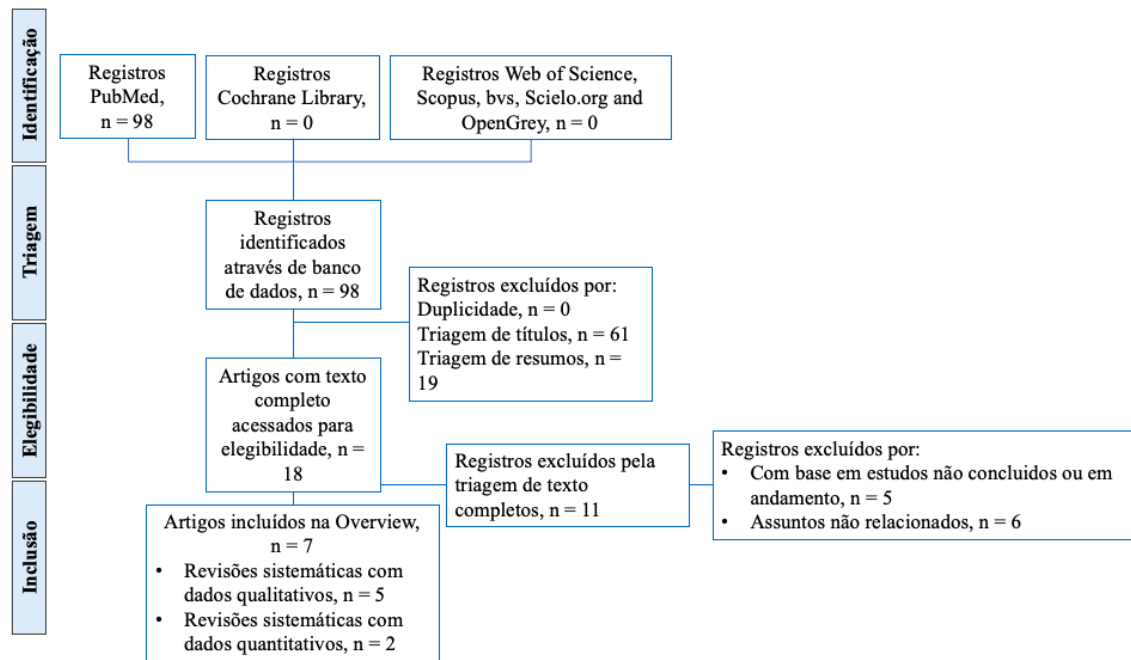 Identificação
Registros
PubMed,
n = 98
Registros
Cochrane Library,
n = 0
Registros Web of Science,
Scopus, bvs, Scielo.org and
OpenGrey, n = 0
Triagem
Registros
identificados
através de banco
de dados, n = 98
Registros excluídos por:
Duplicidade, n = 0
Triagem de títulos, n = 61
Triagem de resumos, n =
19
Elegibilidade
Artigos com texto
completo
acessados para
elegibilidade, n =
18
Registros excluídos pela
triagem de texto
completos, n = 11
Registros excluídos por:
• Com base em estudos não concluidos ou em
andamento, n = 5
• Assuntos não relacionados, n = 6
Inclusão
Artigos incluídos na Overview,
n = 7
• Revisões sistemáticas com
dados qualitativos, n = 5
• Revisões sistemáticas com
dados quantitativos, n = 2